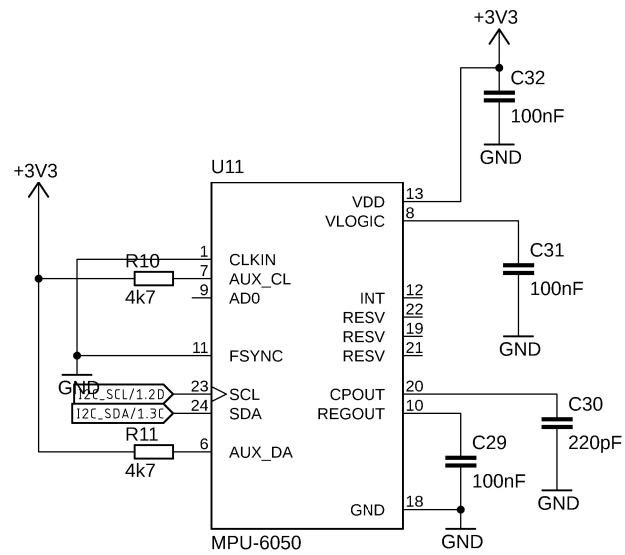 +3V3
C32
100nF
GND
U11
+3V3
VDD 13
VLOGIC 8
1 CLKIN
R10
7 AUX_CL
4k7
9 AD0
C31
100nF
INT 12
RESV 22
RESV 19
RESV 21
GND
11 FSYNC
GND
I2C_SCL/1.2D 23 SCL
I2C_SDA/1.3C 24 SDA
CPOUT 20
REGOUT 10
C30
220pF
GND
R11
6 AUX_DA
4k7
C29
100nF
GND 18
GND
MPU-6050